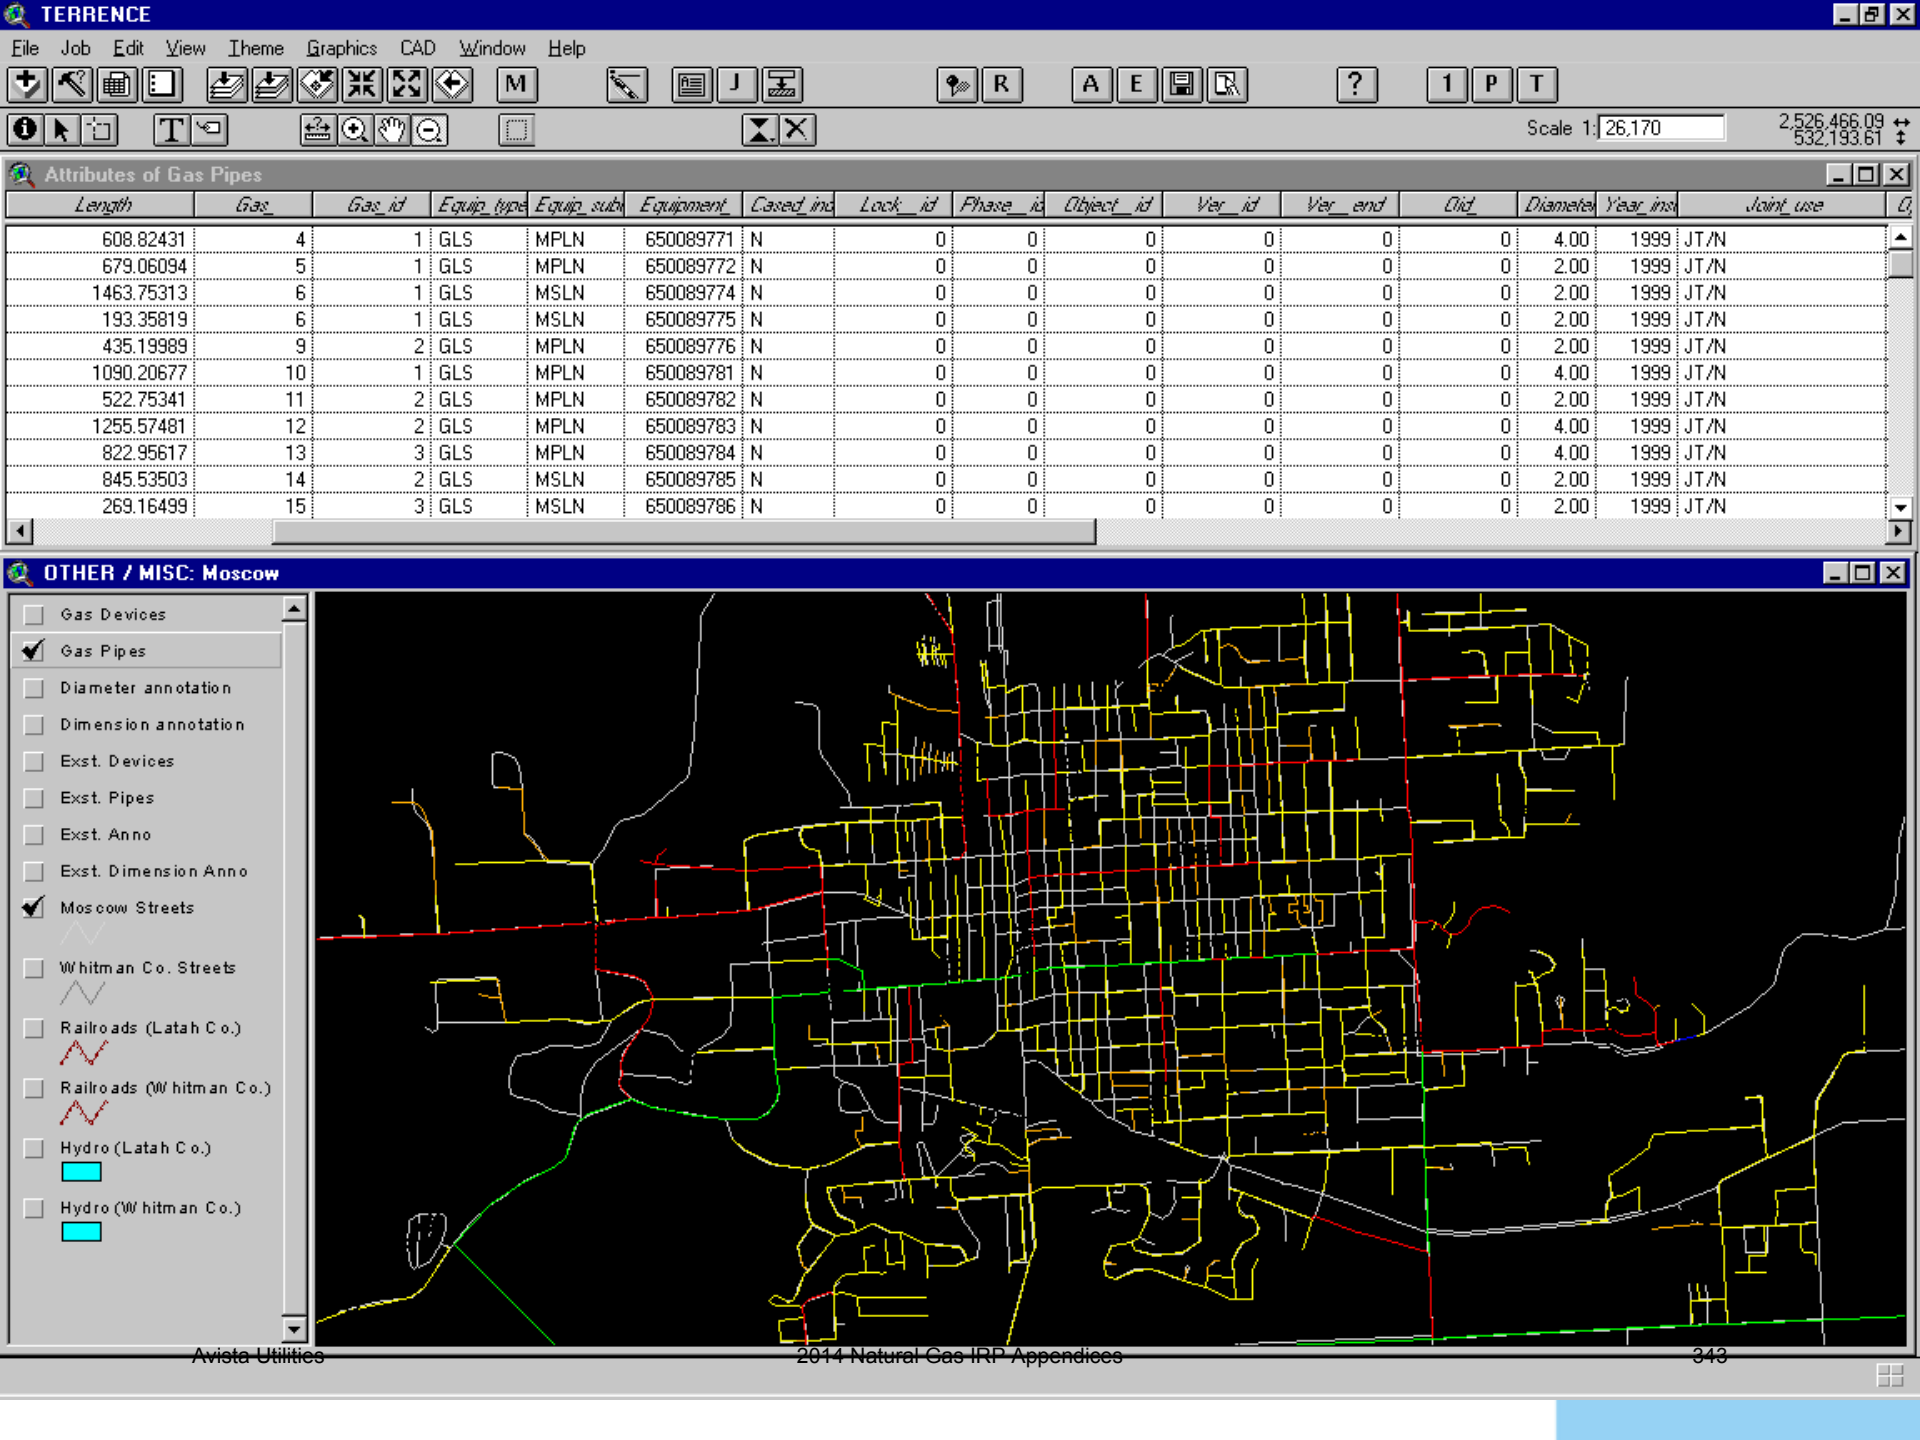 TERRENCE
File Job Edit View Theme Graphics CAD Window Help
M J R A E ? 1 P T
T Scale 1: 26,170 2,526,466.09
532,193.61
Attributes of Gas Pipes
Length Gas_ Gas_id Equip_type Equip_sub Equipment_ Cased_ind Lock__id Phase__id Object__id Ver__id Ver__end Oid_ Diameter Year_inst Joint_use
608.82431 4 1 GLS MPLN 650089771 N 0 0 0 0 0 0 4.00 1999 JT/N
679.06094 5 1 GLS MPLN 650089772 N 0 0 0 0 0 0 2.00 1999 JT/N
1463.75313 6 1 GLS MSLN 650089774 N 0 0 0 0 0 0 2.00 1999 JT/N
193.35819 6 1 GLS MSLN 650089775 N 0 0 0 0 0 0 2.00 1999 JT/N
435.19989 9 2 GLS MPLN 650089776 N 0 0 0 0 0 0 2.00 1999 JT/N
1090.20677 10 1 GLS MPLN 650089781 N 0 0 0 0 0 0 4.00 1999 JT/N
522.75341 11 2 GLS MPLN 650089782 N 0 0 0 0 0 0 2.00 1999 JT/N
1255.57481 12 2 GLS MPLN 650089783 N 0 0 0 0 0 0 4.00 1999 JT/N
822.95617 13 3 GLS MPLN 650089784 N 0 0 0 0 0 0 4.00 1999 JT/N
845.53503 14 2 GLS MSLN 650089785 N 0 0 0 0 0 0 2.00 1999 JT/N
269.16499 15 3 GLS MSLN 650089786 N 0 0 0 0 0 0 2.00 1999 JT/N
OTHER / MISC: Moscow
Gas Devices
Gas Pipes
Diameter annotation
Dimension annotation
Exst. Devices
Exst. Pipes
Exst. Anno
Exst. Dimension Anno
Moscow Streets
Whitman Co. Streets
Railroads (Latah Co.)
Railroads (Whitman Co.)
Hydro (Latah Co.)
Hydro (Whitman Co.)
Avista Utilities 2014 Natural Gas IRP Appendices 343